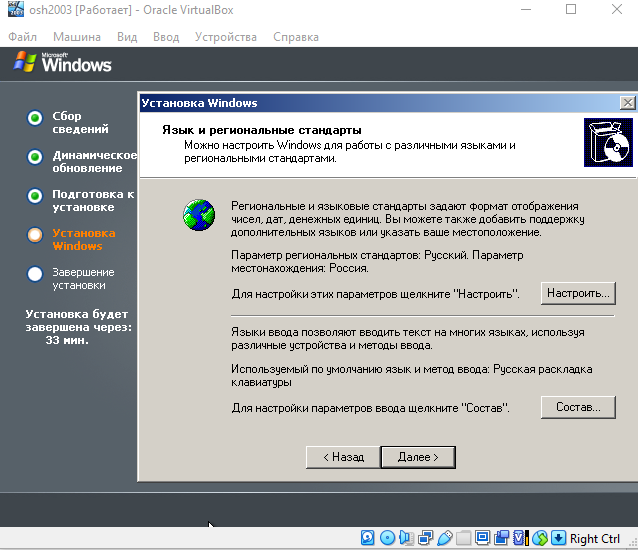 osh2003 [Работает] - Oracle VirtualBox
Файл Машина Вид Ввод Устройства Справка
Microsoft
Windows
Установка Windows
Сбор
сведений
Динамическое
обновление
Подготовка к
установке
Установка
Windows
Завершение
установки
Установка будет
завершена через:
33 мин.
Язык и региональные стандарты
Можно настроить Windows для работы с различными языками и
региональными стандартами.
Региональные и языковые стандарты задают формат отображения
чисел, дат, денежных единиц. Вы можете также добавить поддержку
дополнительных языков или указать ваше местоположение.
Параметр региональных стандартов: Русский. Параметр
местонахождения: Россия.
Для настройки этих параметров щелкните "Настроить". Настроить...
Языки ввода позволяют вводить текст на многих языках, используя
различные устройства и методы ввода.
Используемый по умолчанию язык и метод ввода: Русская раскладка
клавиатуры
Для настройки параметров ввода щелкните "Состав". Состав...
< Назад Далее >
Right Ctrl